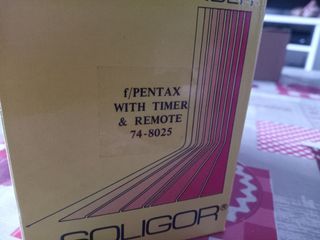 f/PENTAX
WITH TIMER
& REMOTE
74-8025
SOLIGOR®